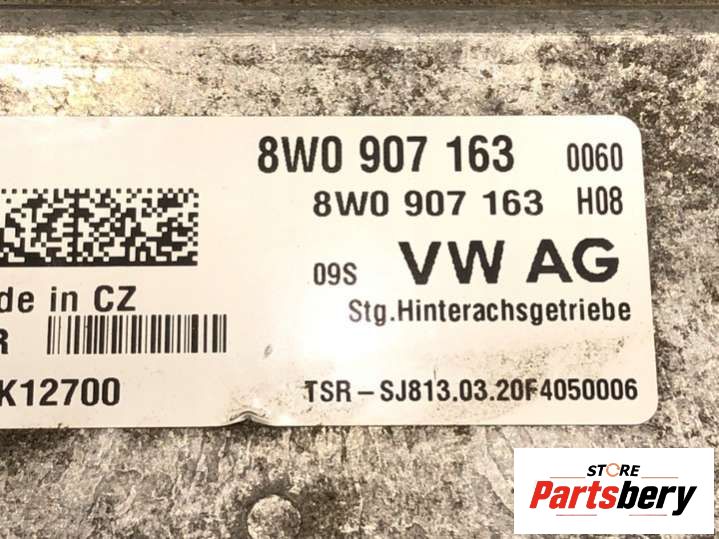 8W0 907 163 0060
8W0 907 163 H08
09S VW AG
de in CZ
Stg.Hinterachsgetriebe
R
K12700
TSR-SJ813.03.20F4050006
STORE
Partsbery